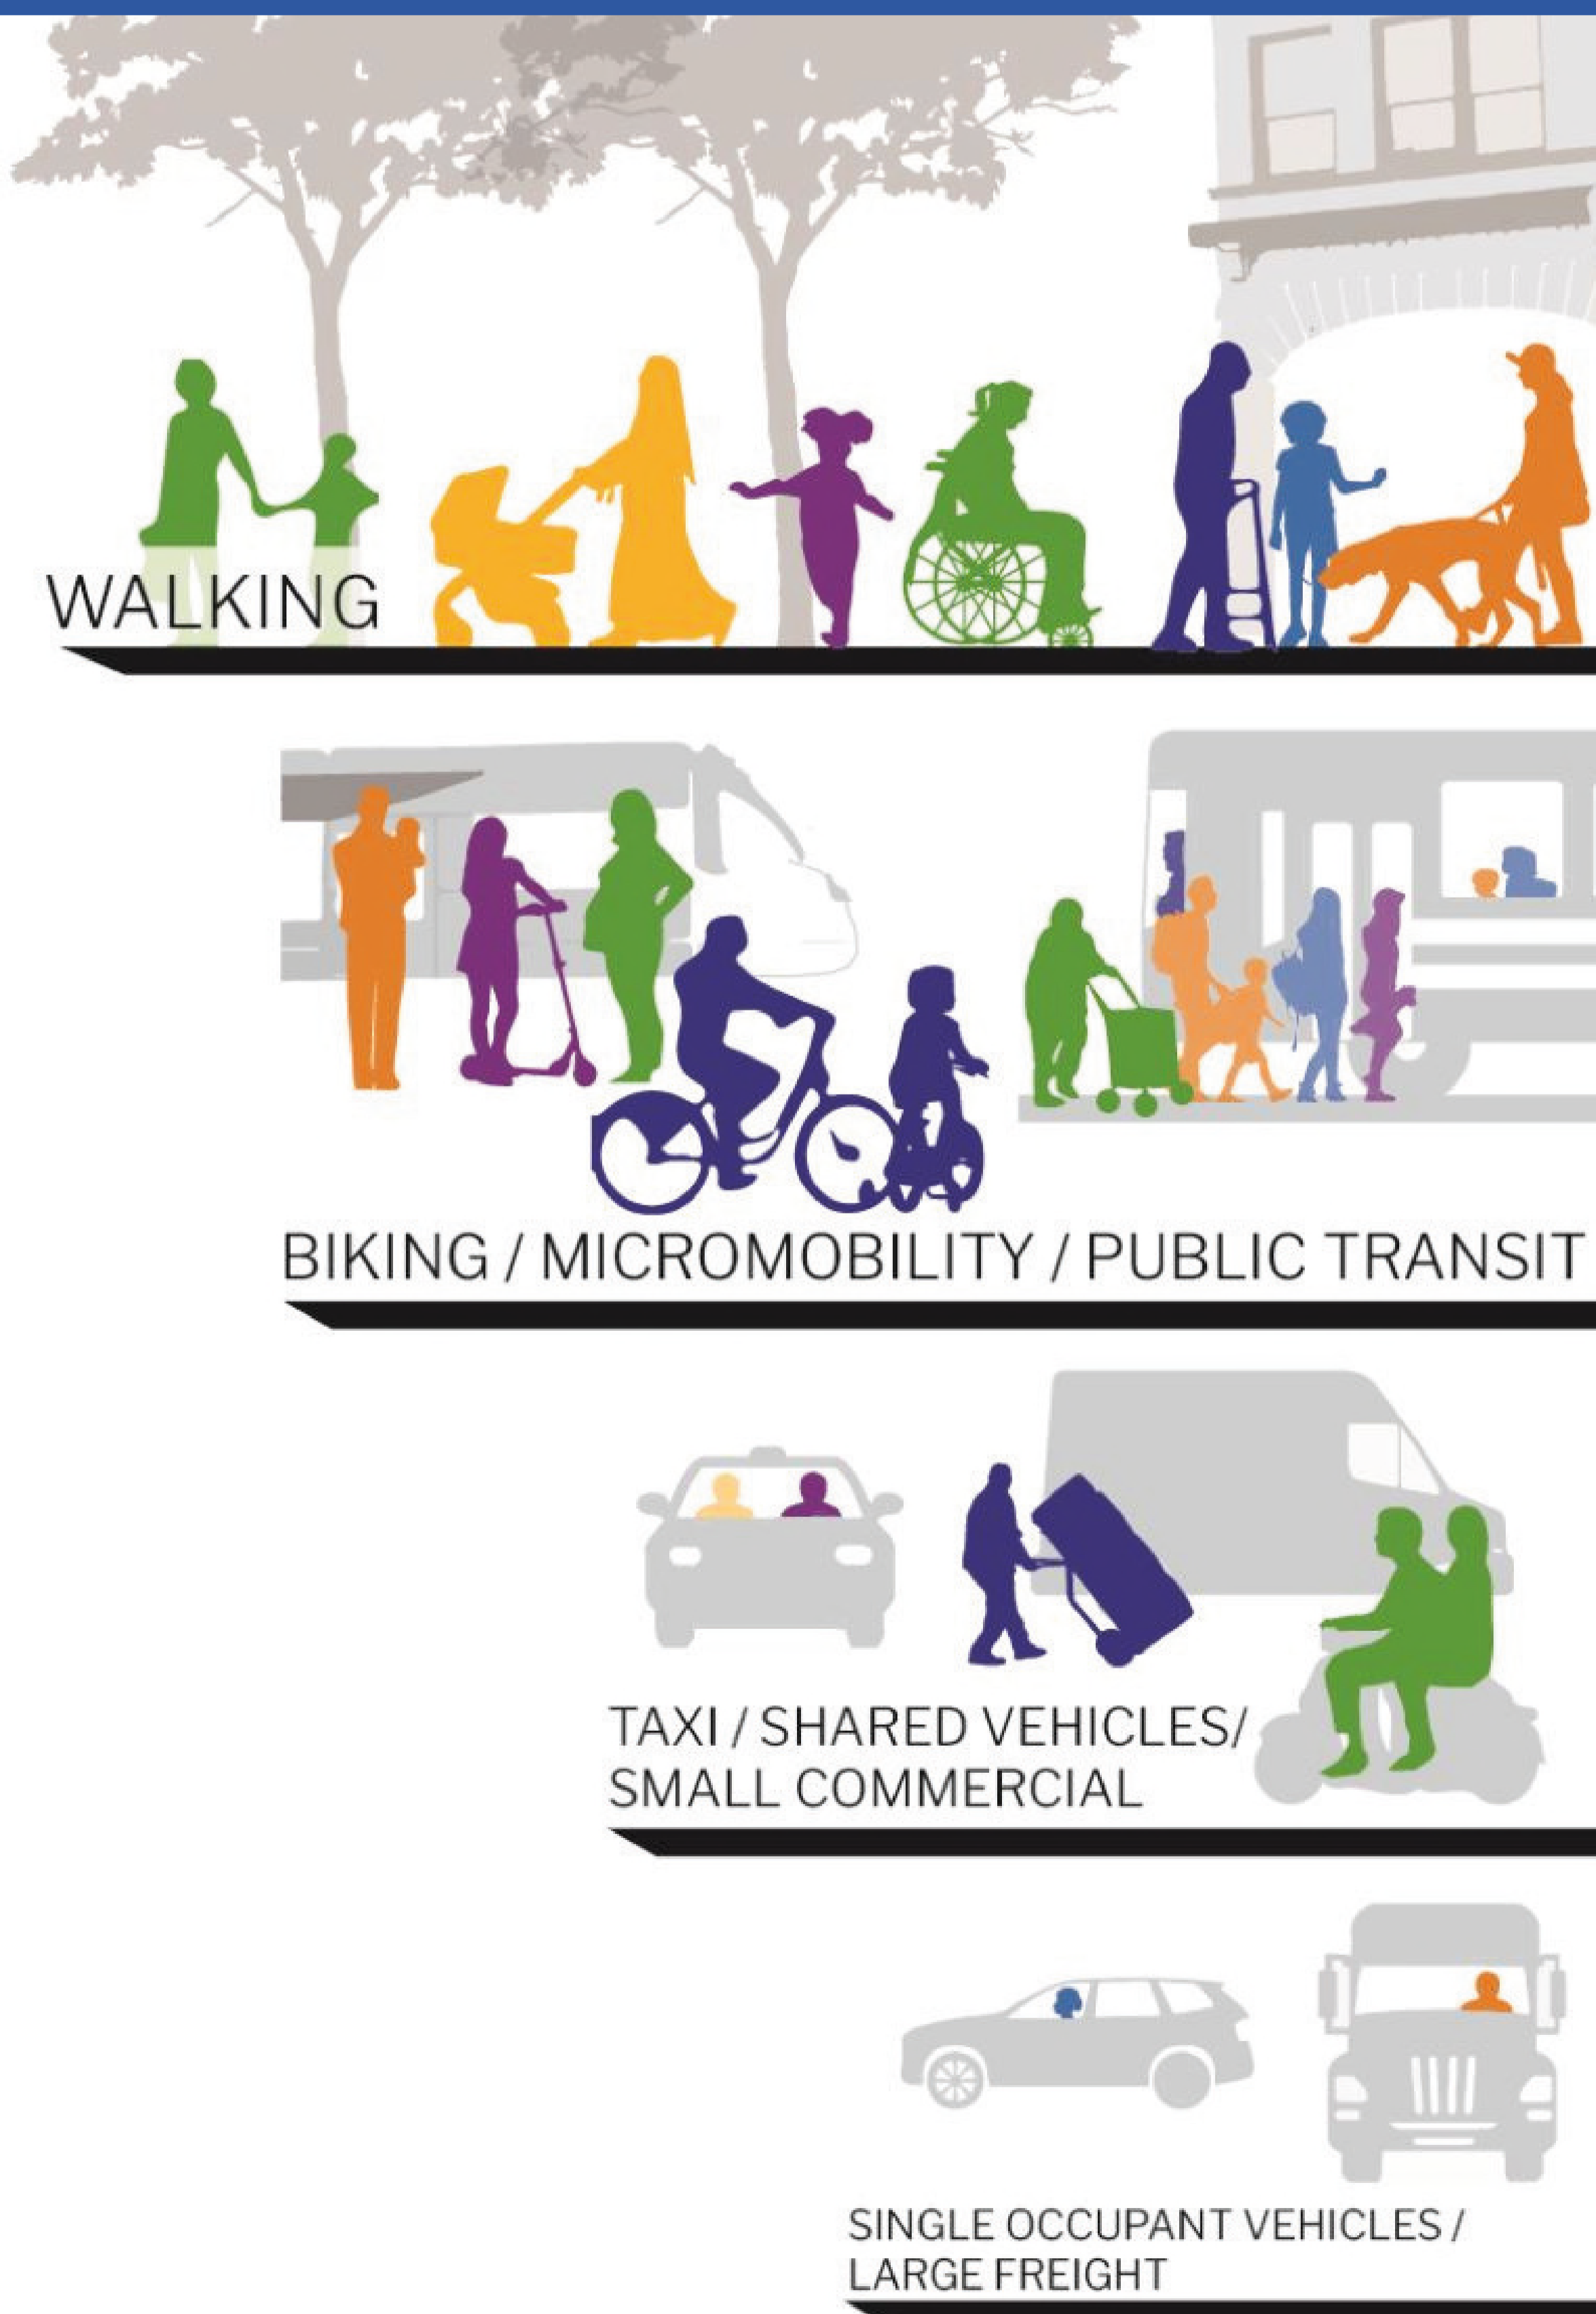 WALKING
BIKING / MICROMOBILITY / PUBLIC TRANSIT
TAXI / SHARED VEHICLES/
SMALL COMMERCIAL
SINGLE OCCUPANT VEHICLES /
LARGE FREIGHT